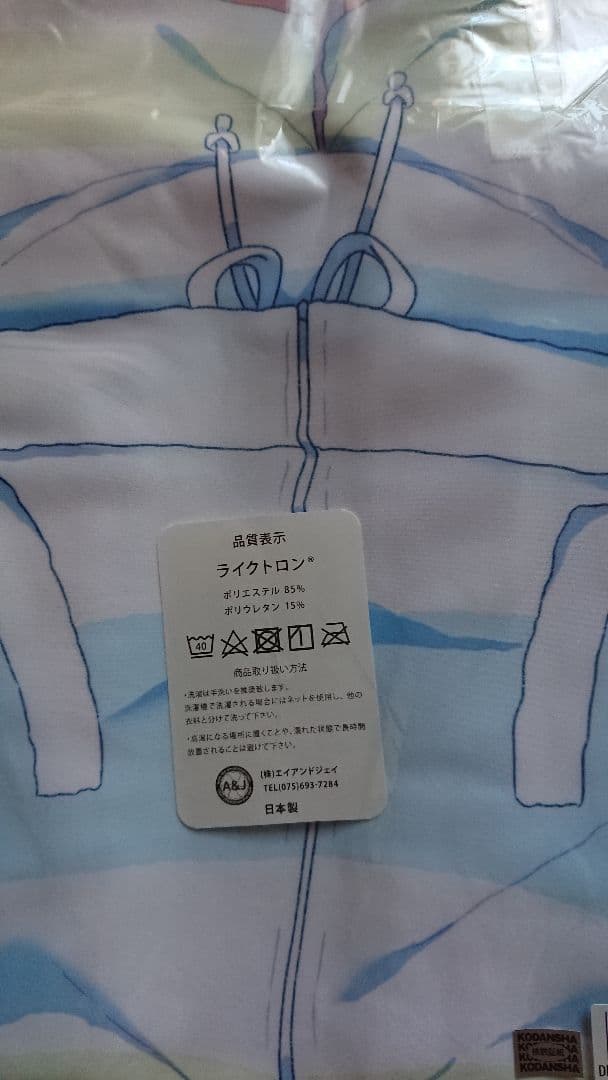 品質表示
ライクトロン®
ポリエステル 85%
ポリウレタン 15%
40
商品取り扱い方法
・洗濯は手洗いを推奨致します。
洗濯機で洗濯される場合にはネットを使用し、他の
衣料と分けて洗って下さい。
・高温になる場所に置くことや、濡れた状態で長時間
放置されることは避けて下さい。
A&J
(株)エイアンドジェイ
TEL(075)693-7284
日本製
KODANSHA
KODANSHA